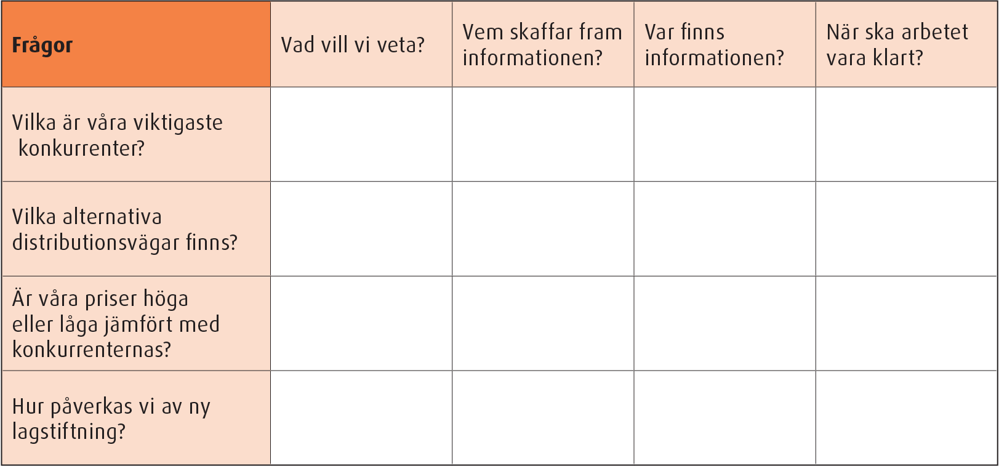 Frågor
Vad vill vi veta?
Vem skaffar fram
informationen?
Var finns
informationen?
När ska arbetet
vara klart?
Vilka är våra viktigaste
konkurrenter?
Vilka alternativa
distributionsvägar finns?
Är våra priser höga
eller låga jämfört med
konkurrenternas?
Hur påverkas vi av ny
lagstiftning?